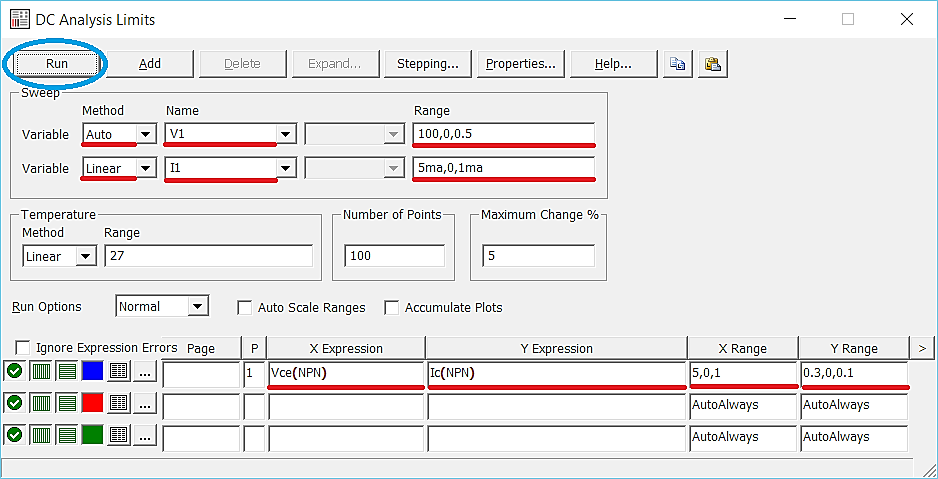 DC Analysis Limits
Run Add Delete Expand... Stepping... Properties... Help...
Sweep
Method Name Range
Variable Auto V1 100,0,0.5
Variable Linear I1 5ma,0,1ma
Temperature Number of Points Maximum Change %
Method Range
Linear 27 100 5
Run Options Normal Auto Scale Ranges Accumulate Plots
Ignore Expression Errors Page P X Expression Y Expression X Range Y Range >
... 1 Vce(NPN) Ic(NPN) 5,0,1 0.3,0,0.1
... AutoAlways AutoAlways
... AutoAlways AutoAlways